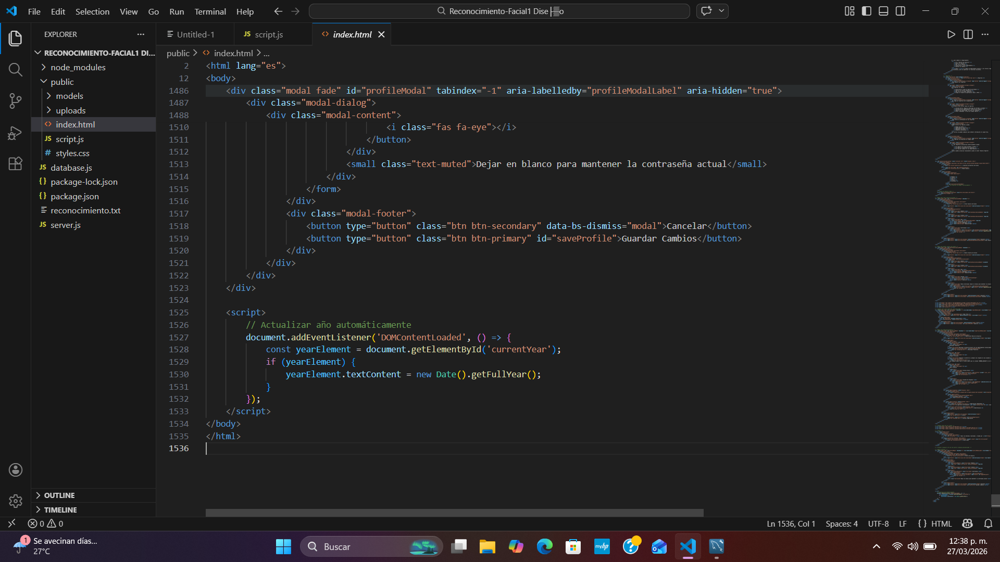 File Edit Selection View Go Run Terminal Help
Reconocimiento-Facial1 Dise
EXPLORER
Untitled-1
JS script.js
<> index.html
RECONOCIMIENTO-FACIAL1 DI...
node_modules
public
models
uploads
<> index.html
JS script.js
# styles.css
JS database.js
{} package-lock.json
{} package.json
reconocimiento.txt
JS server.js
OUTLINE
TIMELINE
public > <> index.html > ...
2 <html lang="es">
12 <body>
1486 <div class="modal fade" id="profileModal" tabindex="-1" aria-labelledby="profileModalLabel" aria-hidden="true">
1487 <div class="modal-dialog">
1488 <div class="modal-content">
1510 <i class="fas fa-eye"></i>
1511 </button>
1512 </div>
1513 <small class="text-muted">Dejar en blanco para mantener la contraseña actual</small>
1514 </div>
1515 </form>
1516 </div>
1517 <div class="modal-footer">
1518 <button type="button" class="btn btn-secondary" data-bs-dismiss="modal">Cancelar</button>
1519 <button type="button" class="btn btn-primary" id="saveProfile">Guardar Cambios</button>
1520 </div>
1521 </div>
1522 </div>
1523 </div>
1524
1525 <script>
1526 // Actualizar año automáticamente
1527 document.addEventListener('DOMContentLoaded', () => {
1528 const yearElement = document.getElementById('currentYear');
1529 if (yearElement) {
1530 yearElement.textContent = new Date().getFullYear();
1531 }
1532 });
1533 </script>
1534 </body>
1535 </html>
1536
0 0
Ln 1536, Col 1 Spaces: 4 UTF-8 LF {} HTML
1
Se avecinan días...
27°C
Buscar
myhp
12:38 p. m.
27/03/2026